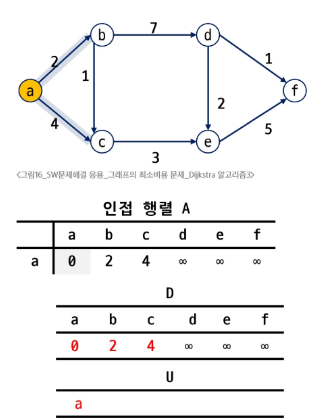 b 7 d
2 1
a 1 2 f
4 5
c 3 e
<그림16_SW문제해결 응용_그래프의 최소비용 문제_Dijkstra 알고리즘3>
인접 행렬 A
a b c d e f
a 0 2 4 ∞ ∞ ∞
D
a b c d e f
0 2 4 ∞ ∞ ∞
U
a